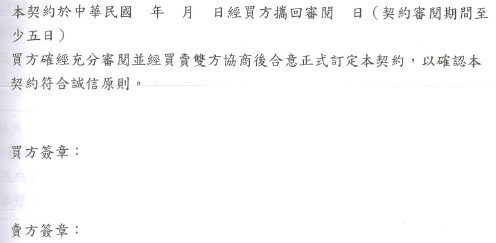 本契約於中華民國　年　月　日經買方攜回審閱　日（契約審閱期間至
少五日）
買方確經充分審閱並經買賣雙方協商後合意正式訂定本契約，以確認本
契約符合誠信原則。
買方簽章：
賣方簽章：